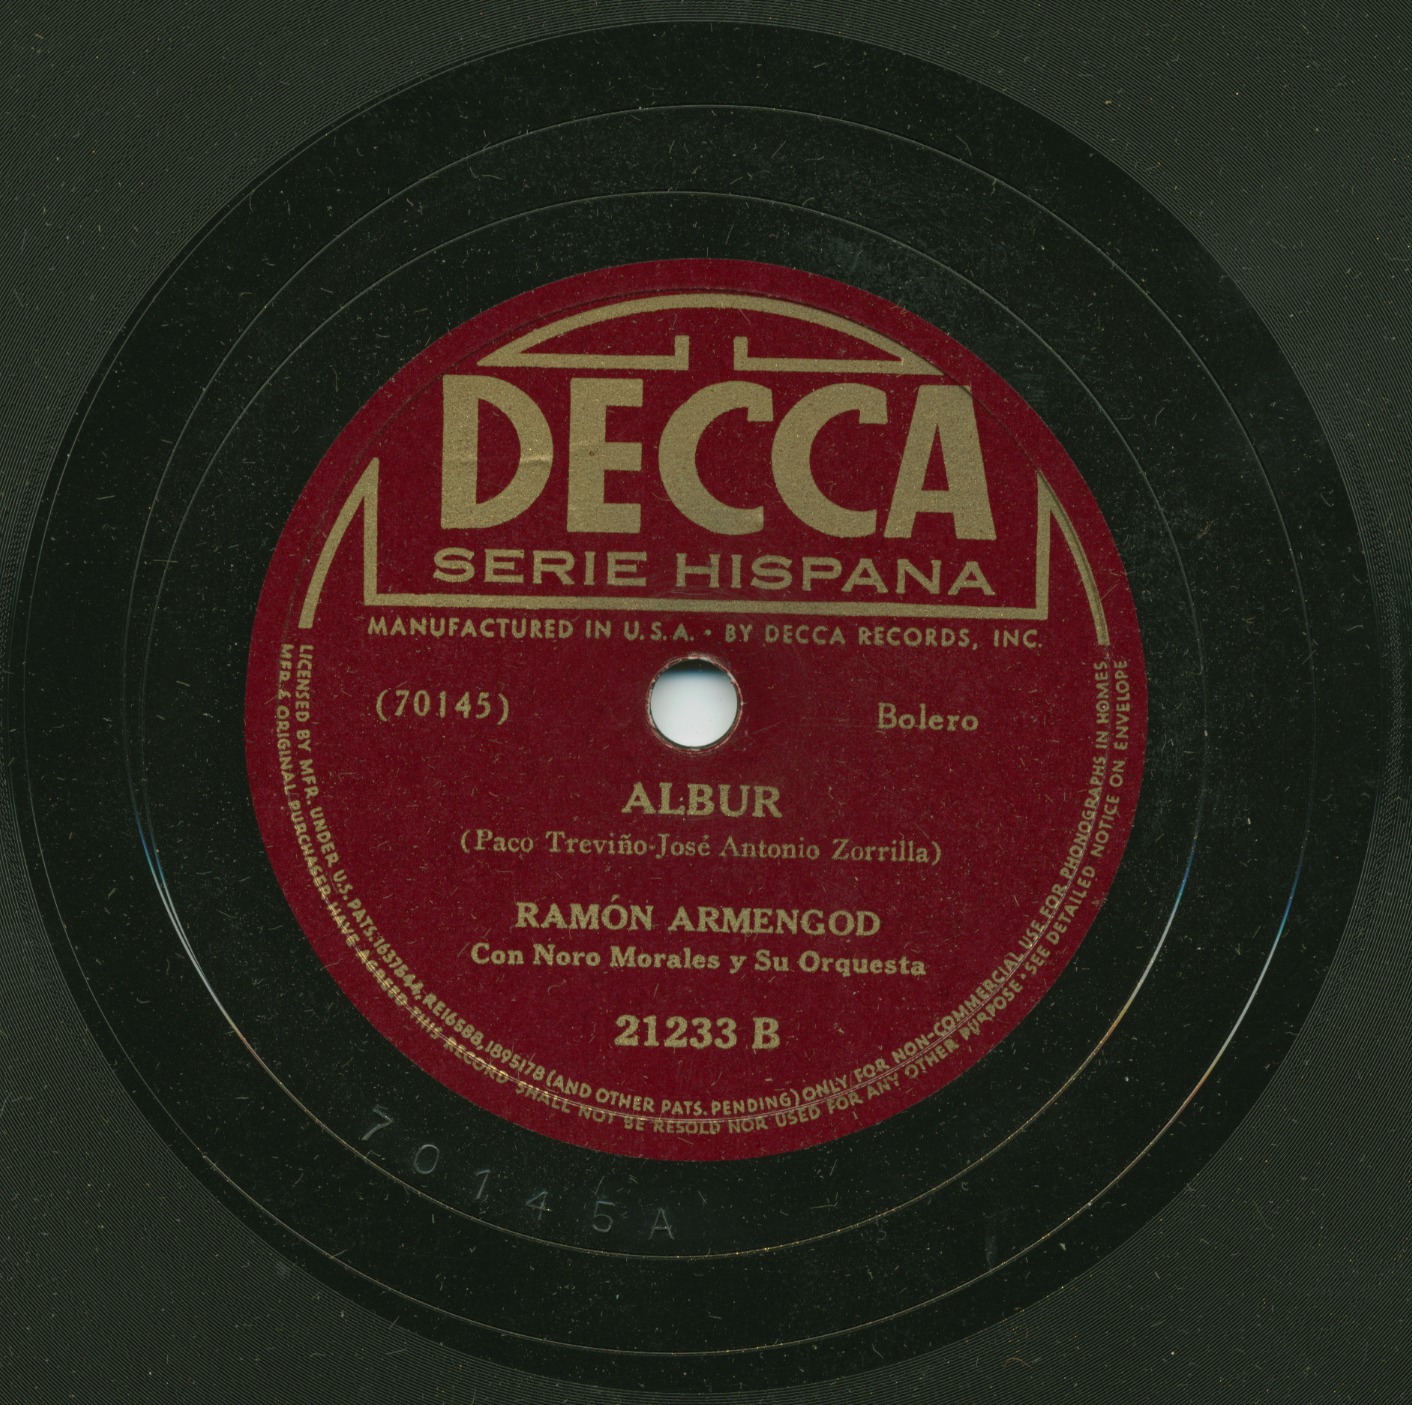 DECCA
SERIE HISPANA
MANUFACTURED IN U.S.A. • BY DECCA RECORDS, INC.
(70145)
Bolero
ALBUR
(Paco Treviño-José Antonio Zorrilla)
RAMÓN ARMENGOD
Con Noro Morales y Su Orquesta
21233 B
LICENSED BY MFR. UNDER U.S. PATS. 1637544, RE16588, 1895178 (AND OTHER PATS. PENDING) ONLY FOR NON-COMMERCIAL USE FOR PHONOGRAPHS IN HOMES.
MFR. & ORIGINAL PURCHASER HAVE AGREED THIS RECORD SHALL NOT BE RESOLD NOR USED FOR ANY OTHER PURPOSE • SEE DETAILED NOTICE ON ENVELOPE
70145A